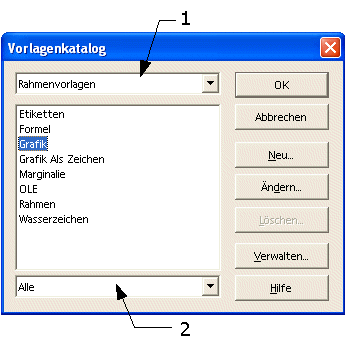 1
Vorlagenkatalog
Rahmenvorlagen
OK
Etiketten
Formel
Grafik
Grafik Als Zeichen
Marginalie
OLE
Rahmen
Wasserzeichen
Abbrechen
Neu...
Ändern...
Löschen...
Verwalten...
Alle
Hilfe
2